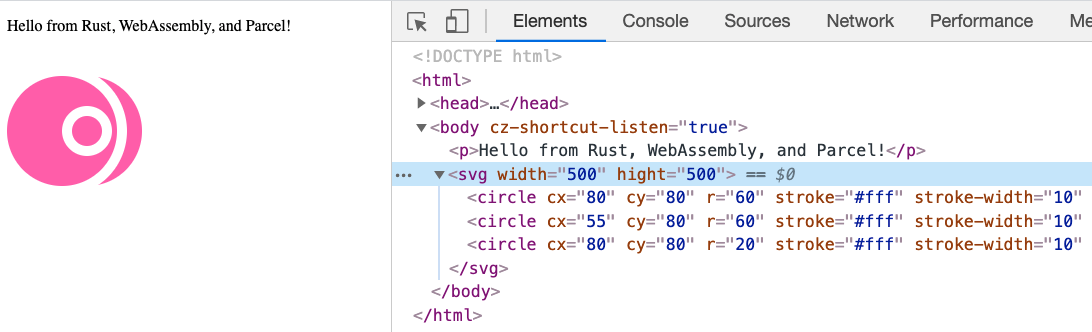 Hello from Rust, WebAssembly, and Parcel!
Elements Console Sources Network Performance Me
<!DOCTYPE html>
<html>
▶<head>…</head>
▼<body cz-shortcut-listen="true">
<p>Hello from Rust, WebAssembly, and Parcel!</p>
… ▼<svg width="500" hight="500"> == $0
<circle cx="80" cy="80" r="60" stroke="#fff" stroke-width="10"
<circle cx="55" cy="80" r="60" stroke="#fff" stroke-width="10"
<circle cx="80" cy="80" r="20" stroke="#fff" stroke-width="10"
</svg>
</body>
</html>